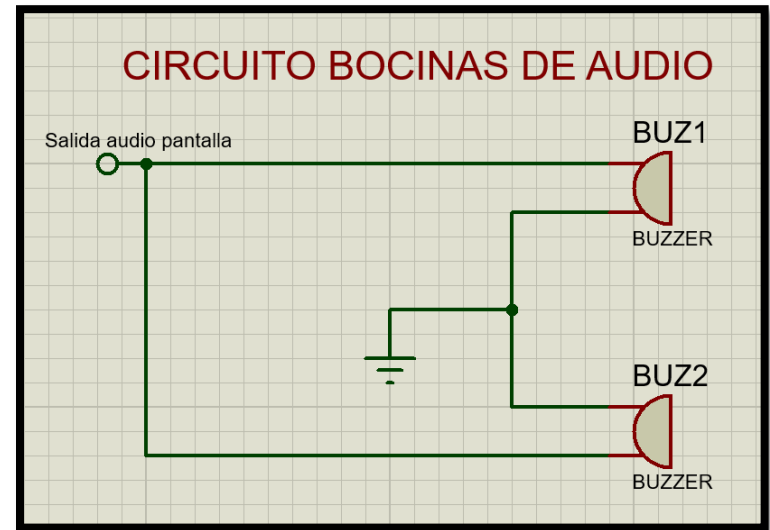 CIRCUITO BOCINAS DE AUDIO
Salida audio pantalla
BUZ1
BUZZER
BUZ2
BUZZER